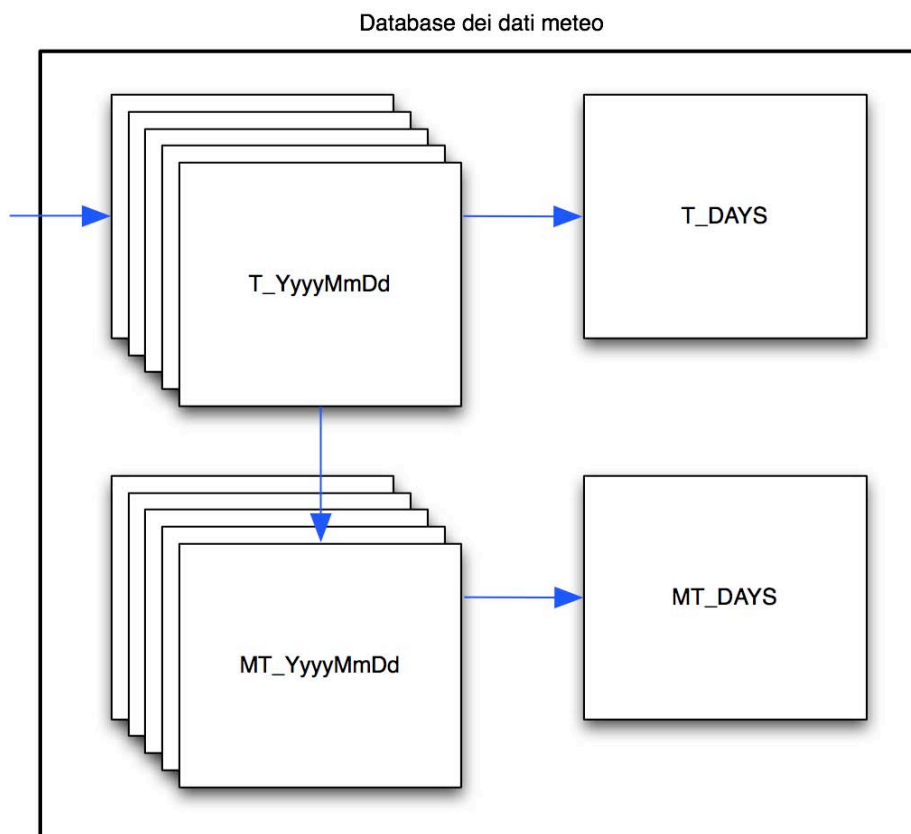 Database dei dati meteo
T_DAYS
T_YyyyMmDd
MT_DAYS
MT_YyyyMmDd